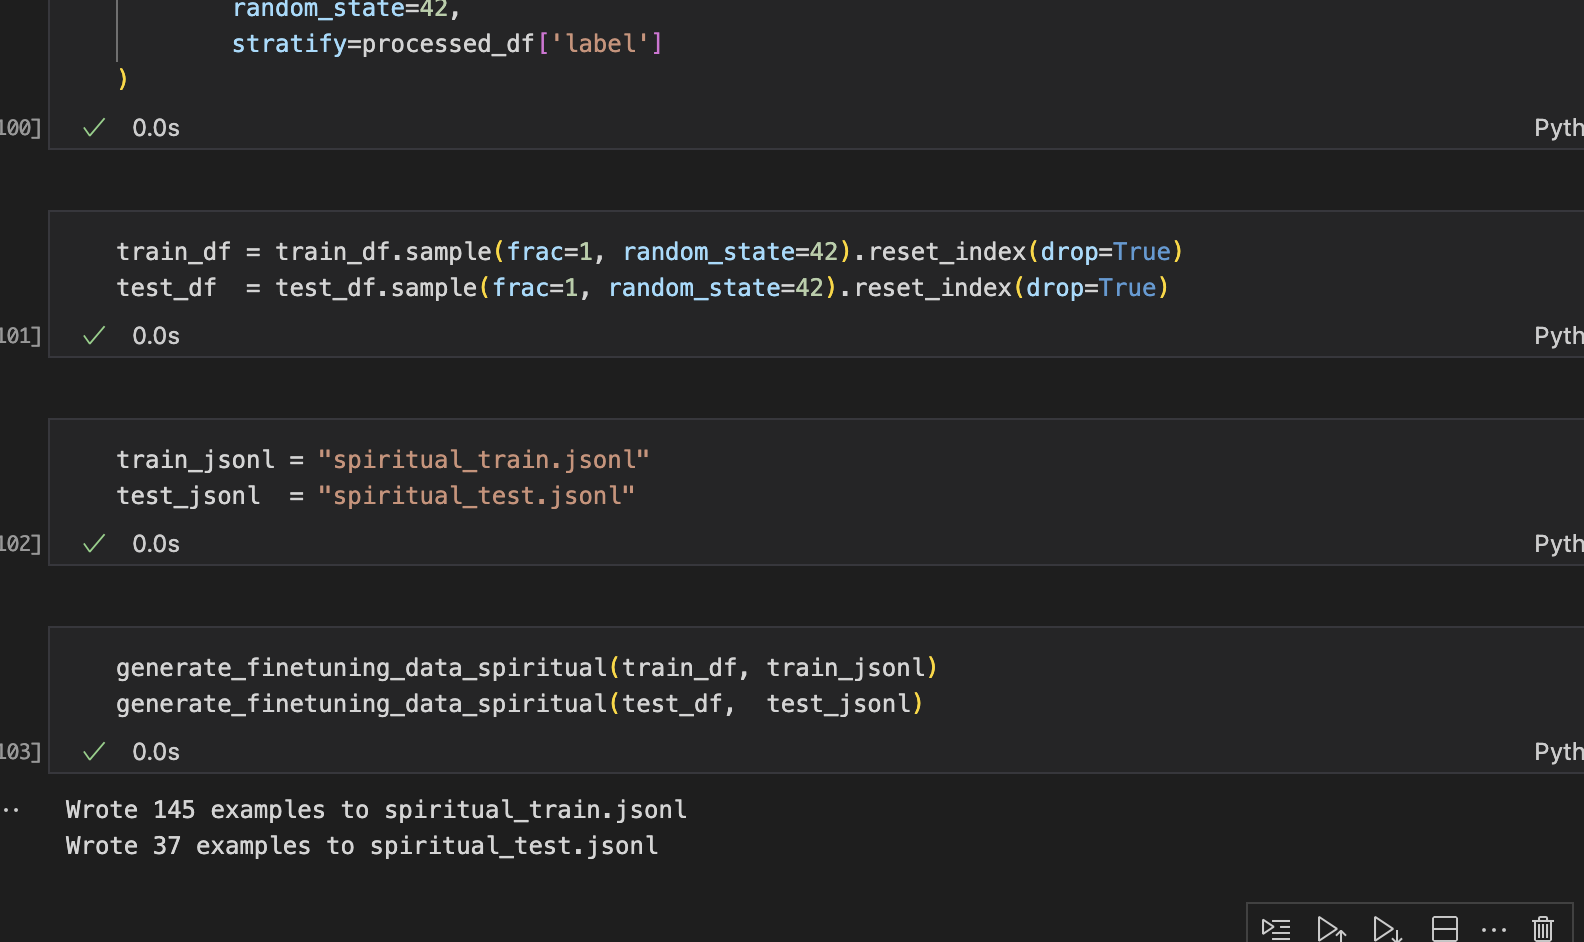 random_state=42,
stratify=processed_df['label']
)
100]
0.0s
Pyth
train_df = train_df.sample(frac=1, random_state=42).reset_index(drop=True)
test_df  = test_df.sample(frac=1, random_state=42).reset_index(drop=True)
101]
0.0s
Pyth
train_jsonl = "spiritual_train.jsonl"
test_jsonl  = "spiritual_test.jsonl"
102]
0.0s
Pyth
generate_finetuning_data_spiritual(train_df, train_jsonl)
generate_finetuning_data_spiritual(test_df,  test_jsonl)
103]
0.0s
Pyth
Wrote 145 examples to spiritual_train.jsonl
Wrote 37 examples to spiritual_test.jsonl